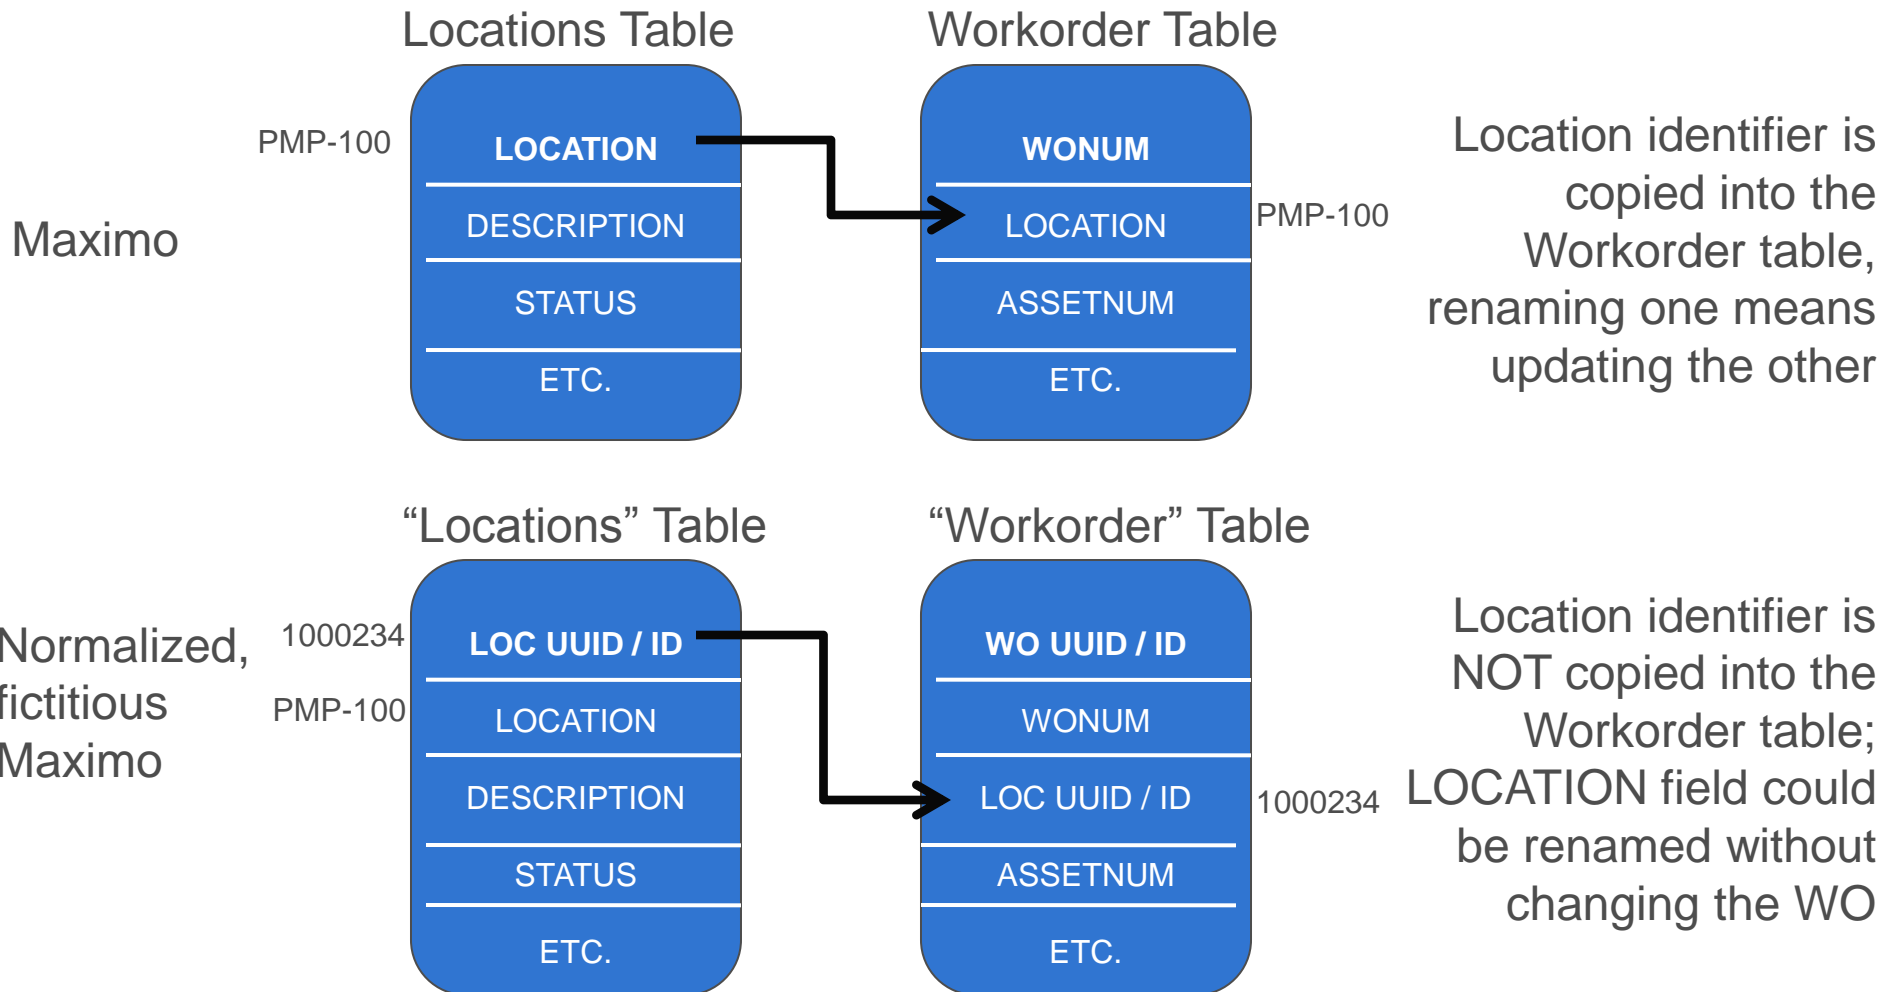 Locations Table
Workorder Table
Maximo
PMP-100
LOCATION
DESCRIPTION
STATUS
ETC.
WONUM
LOCATION
ASSETNUM
ETC.
PMP-100
Location identifier is
copied into the
Workorder table,
renaming one means
updating the other
“Locations” Table
“Workorder” Table
Normalized,
fictitious
Maximo
1000234
PMP-100
LOC UUID / ID
LOCATION
DESCRIPTION
STATUS
ETC.
WO UUID / ID
WONUM
LOC UUID / ID
ASSETNUM
ETC.
1000234
Location identifier is
NOT copied into the
Workorder table;
LOCATION field could
be renamed without
changing the WO